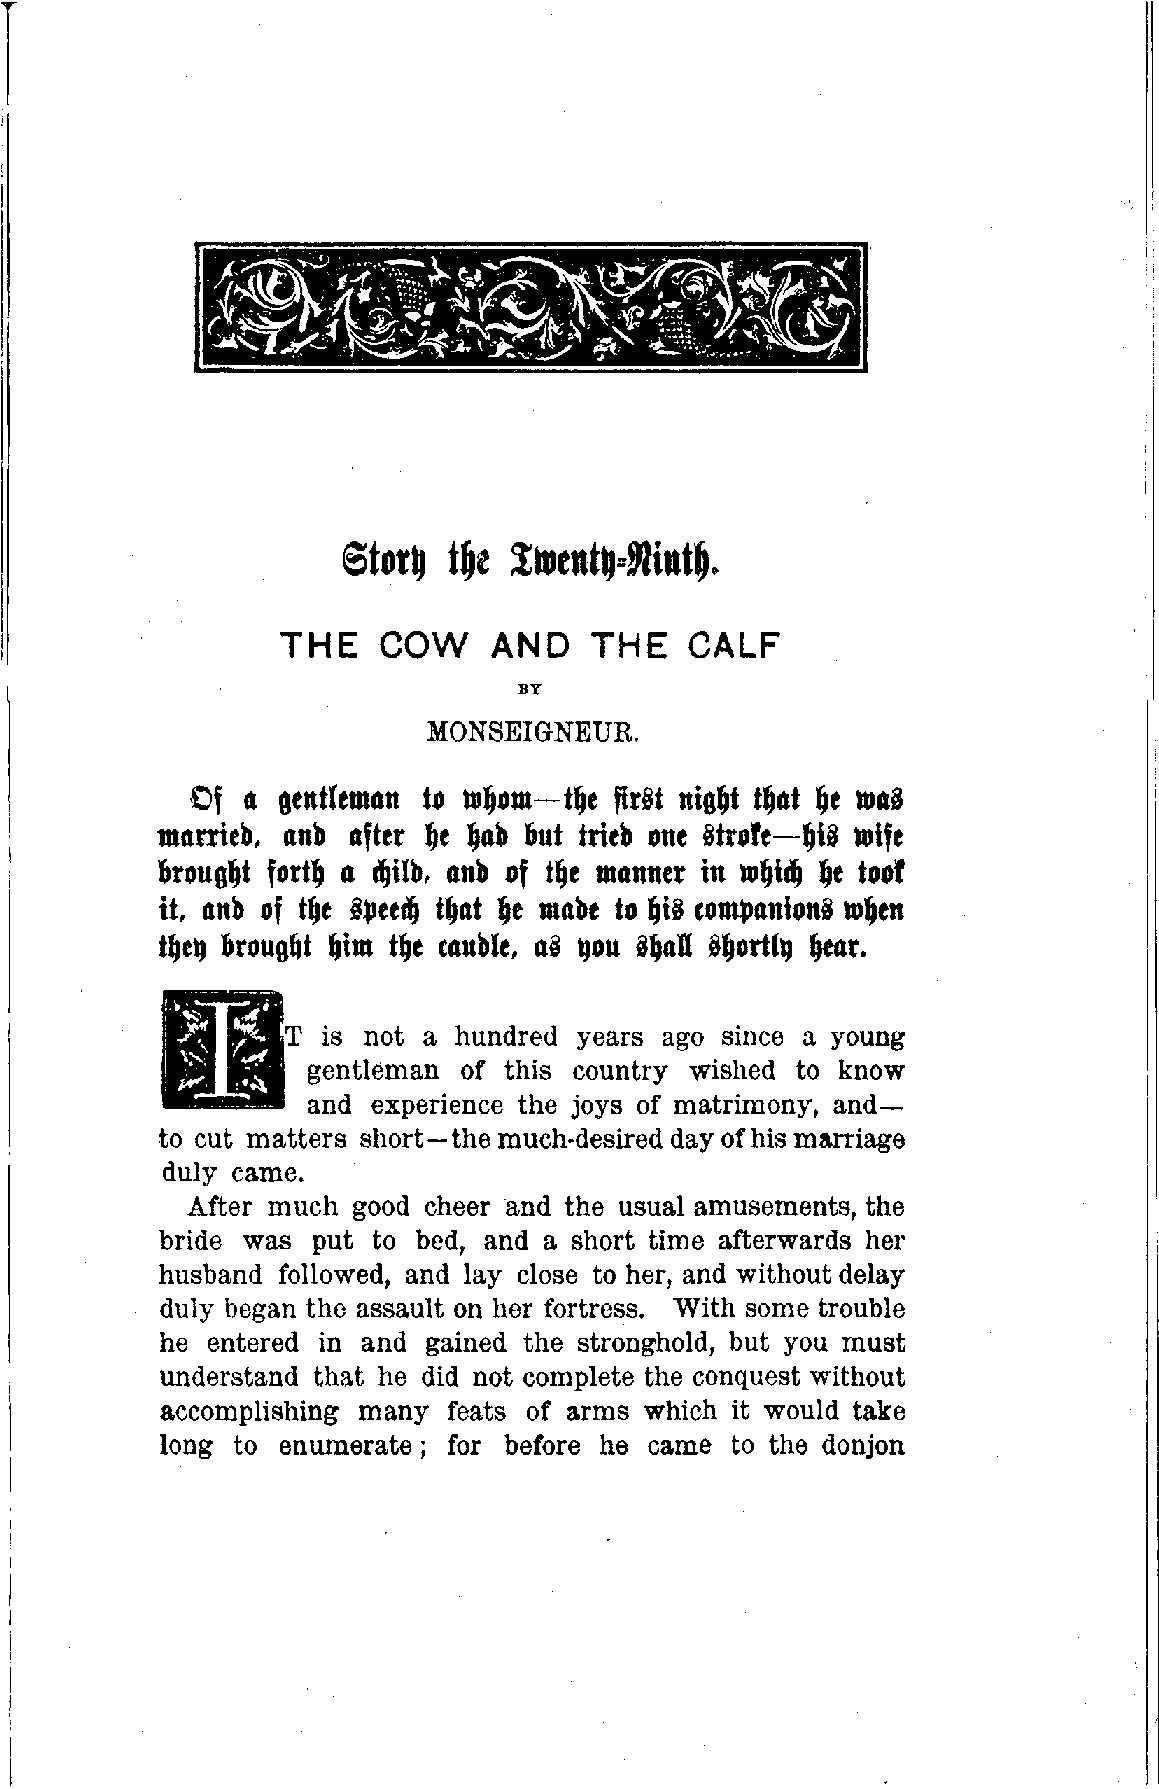 Story the Twenty-Ninth.
THE COW AND THE CALF
BY
MONSEIGNEUR.
Of a gentleman to whom—the first night that he was
married, and after he had but tried one stroke—his wife
brought forth a child, and of the manner in which he took
it, and of the speech that he made to his companions when
they brought him the caudle, as you shall shortly hear.
IT is not a hundred years ago since a young
gentleman of this country wished to know
and experience the joys of matrimony, and—
to cut matters short—the much-desired day of his marriage
duly came.
After much good cheer and the usual amusements, the
bride was put to bed, and a short time afterwards her
husband followed, and lay close to her, and without delay
duly began the assault on her fortress. With some trouble
he entered in and gained the stronghold, but you must
understand that he did not complete the conquest without
accomplishing many feats of arms which it would take
long to enumerate; for before he came to the donjon